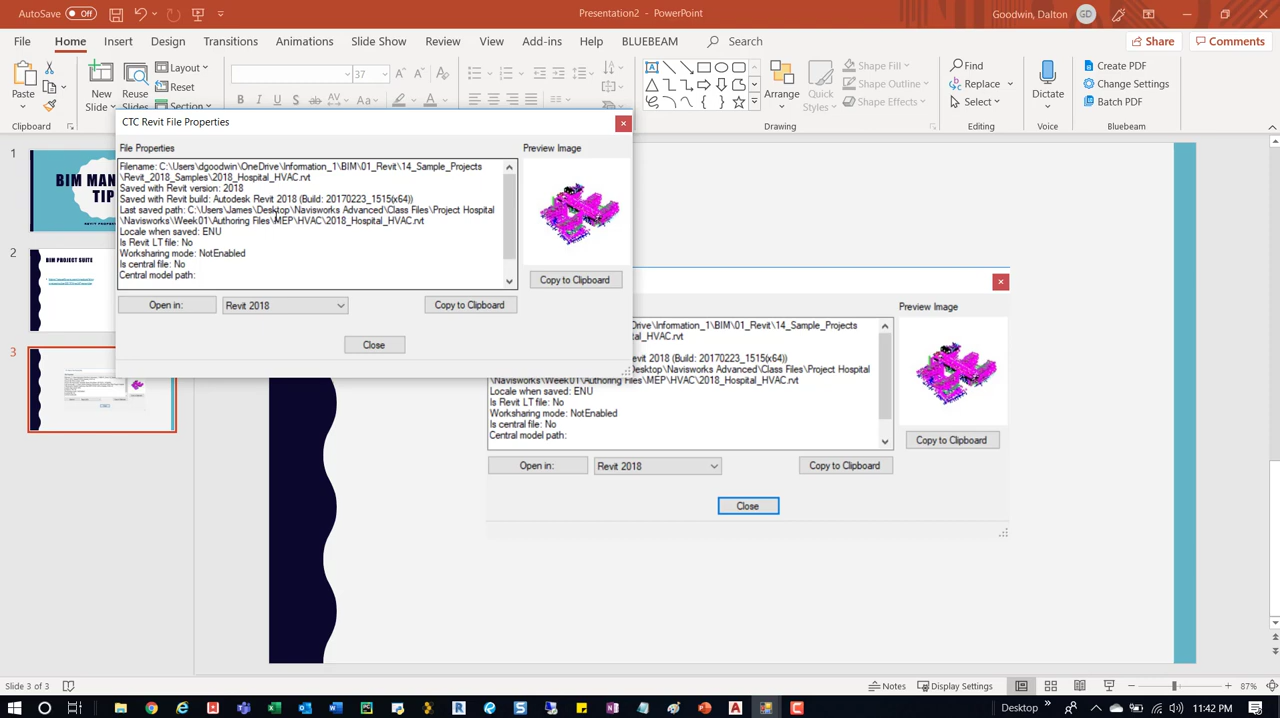 AutoSave Off
Presentation2 - PowerPoint
Goodwin, Dalton GD
File Home Insert Design Transitions Animations Slide Show Review View Add-ins Help BLUEBEAM Search
Share Comments
Paste
Clipboard
New
Slide
Reuse
Slides
Layout
Reset
Section
37
Arrange
Quick
Styles
Shape Fill
Shape Outline
Shape Effects
Drawing
Find
Replace
Select
Editing
Dictate
Voice
Create PDF
Change Settings
Batch PDF
Bluebeam
1
BIM MAN
TIP
2
BIM PROJECT SUITE
3
CTC Revit File Properties
File Properties
Preview Image
Filename: C:\Users\dgoodwin\OneDrive\Information_1\BIM\01_Revit\14_Sample_Projects
\Revit_2018_Samples\2018_Hospital_HVAC.rvt
Saved with Revit version: 2018
Saved with Revit build: Autodesk Revit 2018 (Build: 20170223_1515(x64))
Last saved path: C:\Users\James\Desktop\Navisworks Advanced\Class Files\Project Hospital
\Navisworks\Week01\Authoring Files\MEP\HVAC\2018_Hospital_HVAC.rvt
Locale when saved: ENU
Is Revit LT file: No
Worksharing mode: NotEnabled
Is central file: No
Central model path:
Copy to Clipboard
Open in:
Revit 2018
Copy to Clipboard
Close
Preview Image
Drive\Information_1\BIM\01_Revit\14_Sample_Projects
tal_HVAC.rvt
evit 2018 (Build: 20170223_1515(x64))
Desktop\Navisworks Advanced\Class Files\Project Hospital
\Navisworks\Week01\Authoring Files\MEP\HVAC\2018_Hospital_HVAC.rvt
Locale when saved: ENU
Is Revit LT file: No
Worksharing mode: NotEnabled
Is central file: No
Central model path:
Copy to Clipboard
Open in:
Revit 2018
Copy to Clipboard
Close
Slide 3 of 3
Notes
Display Settings
87%
Desktop
11:42 PM